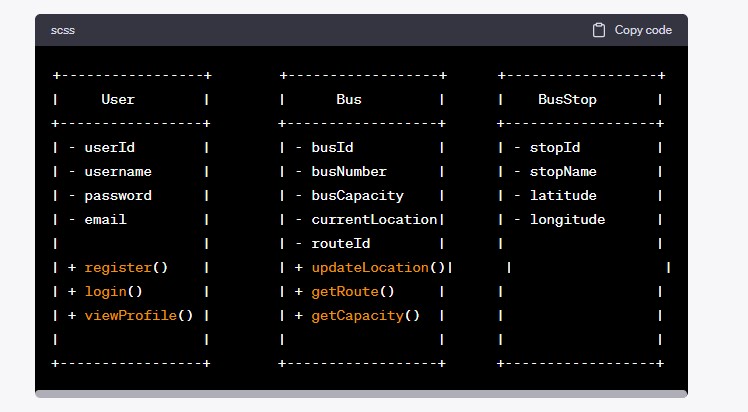 scss Copy code
+-----------------+ +------------------+ +------------------+
| User | | Bus | | BusStop |
+-----------------+ +------------------+ +------------------+
| - userId | | - busId | | - stopId |
| - username | | - busNumber | | - stopName |
| - password | | - busCapacity | | - latitude |
| - email | | - currentLocation| | - longitude |
| | | - routeId | | |
| + register() | | + updateLocation()| | |
| + login() | | + getRoute() | | |
| + viewProfile() | | + getCapacity() | | |
| | | | | |
+-----------------+ +------------------+ +------------------+